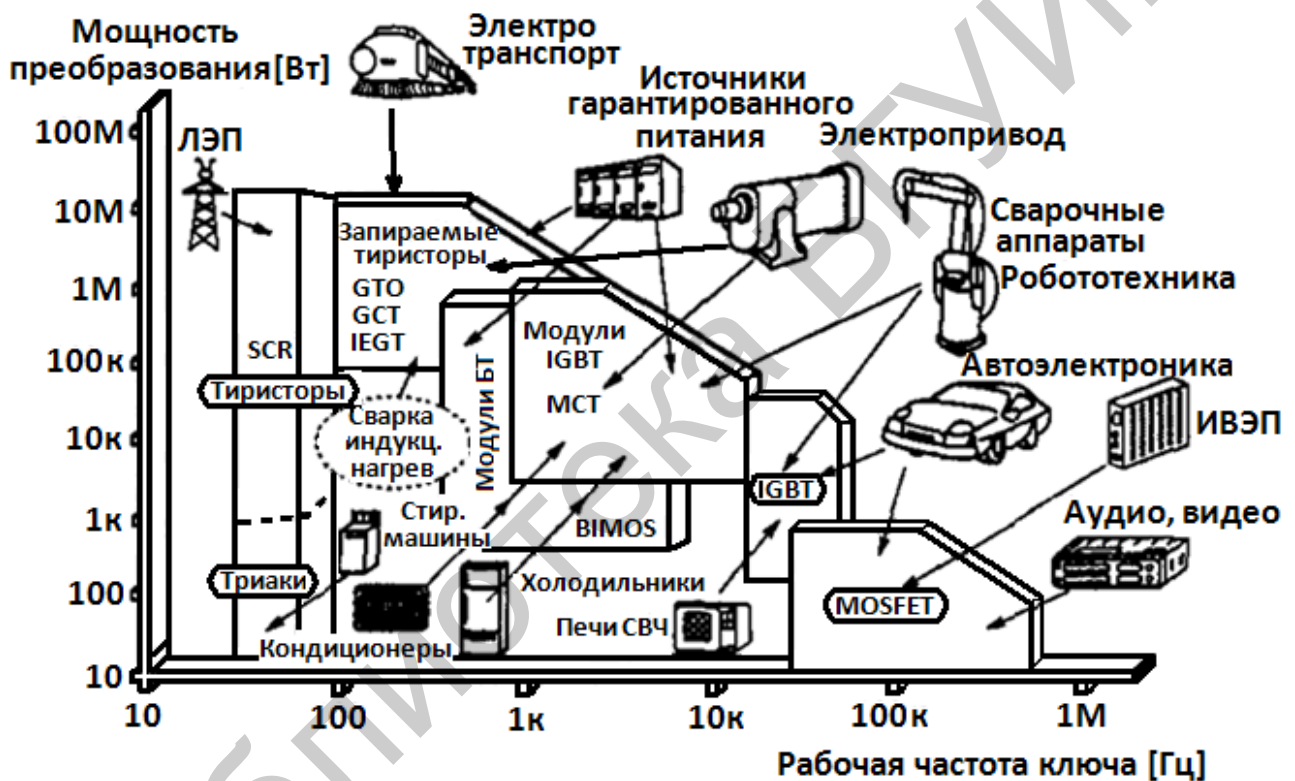 Мощность
преобразования [Вт]
Электро
транспорт
Источники
гарантированного
питания
Электропривод
100М
ЛЭП
10М
Сварочные
аппараты
Робототехника
Запираемые
тиристоры
GTO
GCT
IEGT
1М
Модули
IGBT
МСТ
SCR
100к
Тиристоры
Автоэлектроника
ИВЭП
Сварка
индукц.
нагрев
Модули БТ
10к
IGBT
1к
Стир.
машины
BIMOS
Аудио, видео
Триаки
100
Холодильники
MOSFET
Печи СВЧ
Кондиционеры
10
10
100
1к
10к
100к
1М
Рабочая частота ключа [Гц]